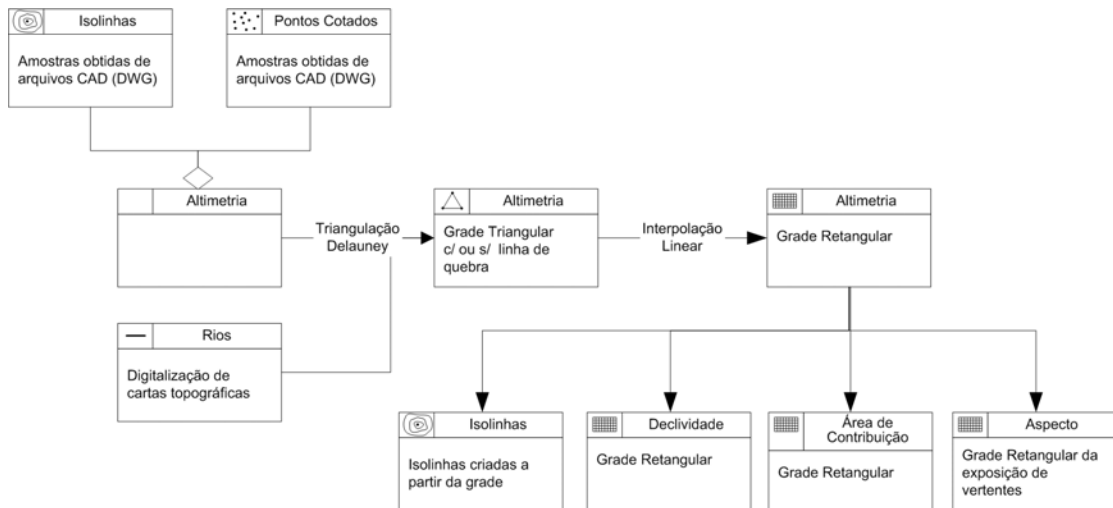 Isolinhas
Amostras obtidas de
arquivos CAD (DWG)
Pontos Cotados
Amostras obtidas de
arquivos CAD (DWG)
Altimetria
Triangulação
Delauney
Altimetria
Grade Triangular
c/ ou s/ linha de
quebra
Interpolação
Linear
Altimetria
Grade Retangular
Rios
Digitalização de
cartas topográficas
Isolinhas
Isolinhas criadas a
partir da grade
Declividade
Grade Retangular
Área de
Contribuição
Grade Retangular
Aspecto
Grade Retangular da
exposição de
vertentes